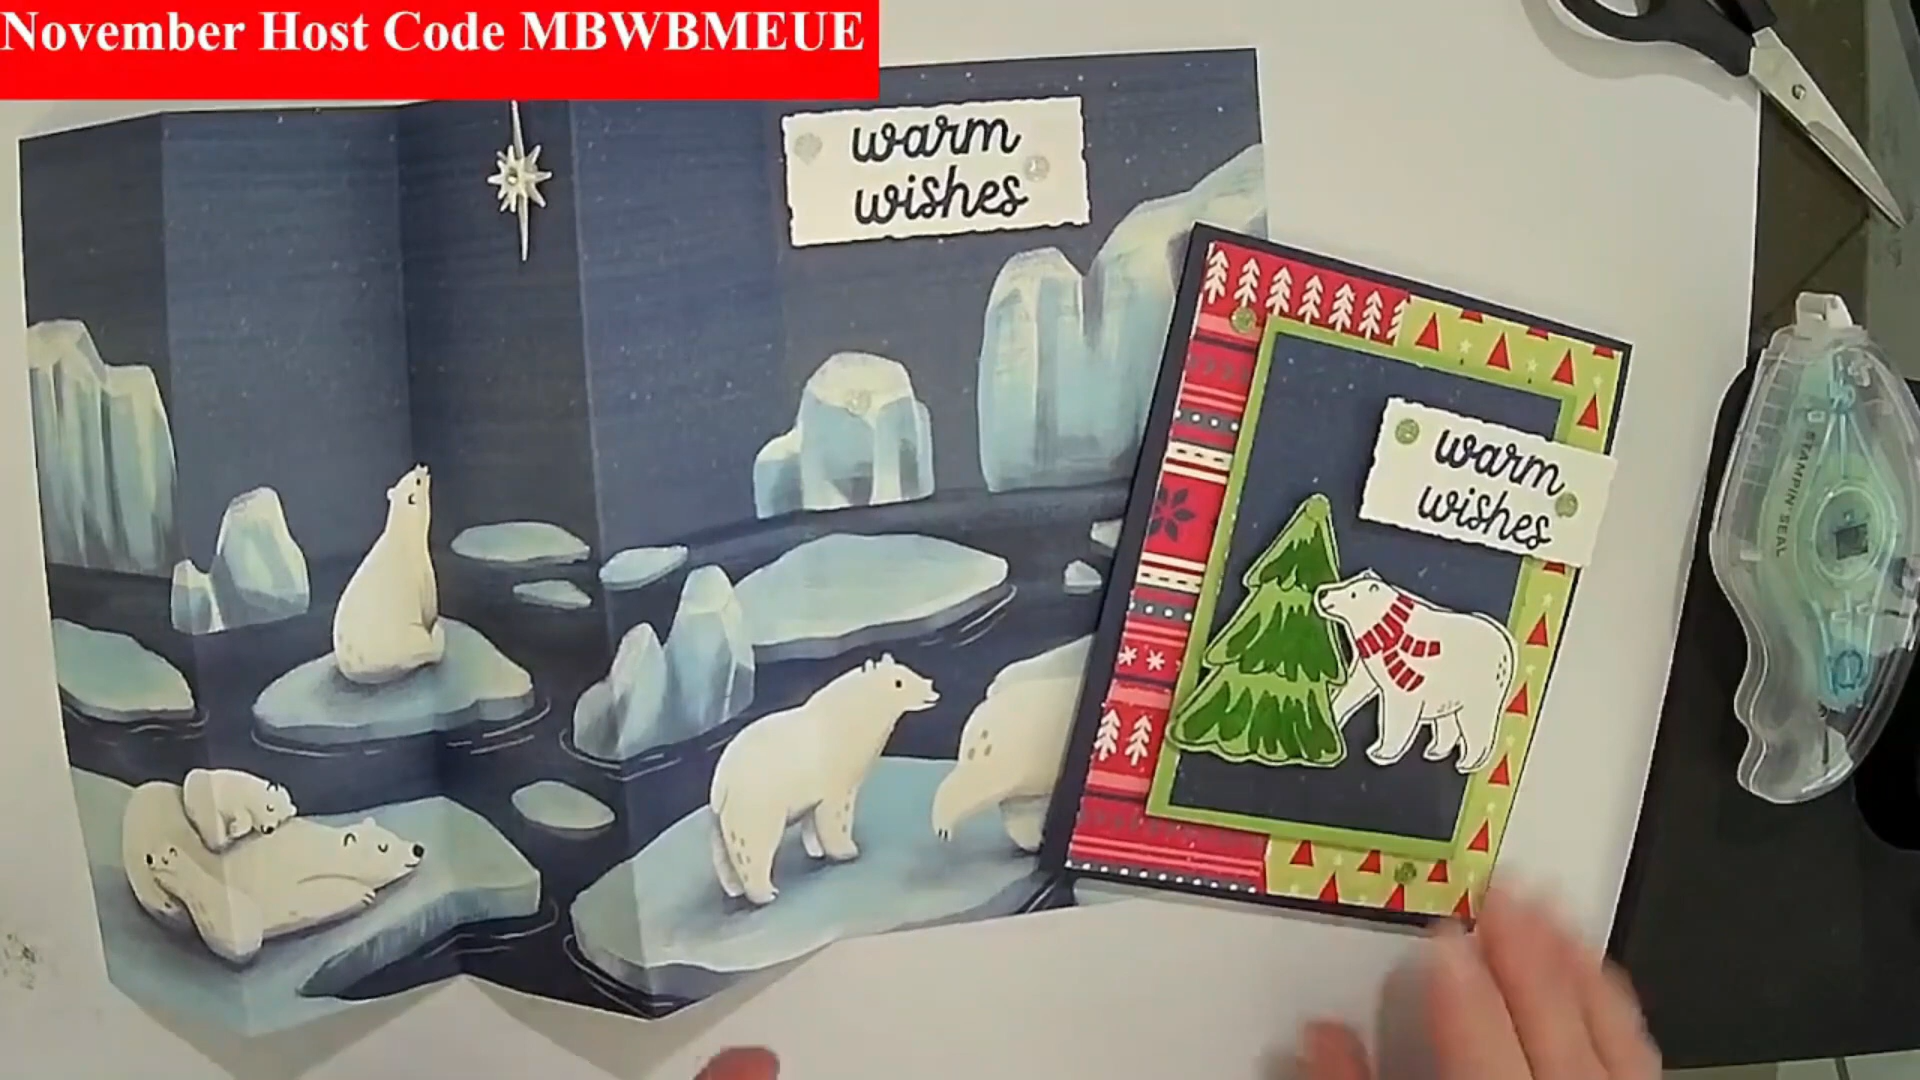 November Host Code MBWBMEUE
warm
wishes
warm
wishes
STAMPIN' SEAL